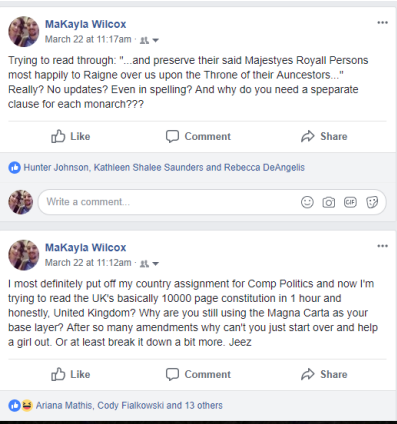 MaKayla Wilcox
March 22 at 11:17am ·
Trying to read through: "...and preserve their said Majestyes Royall Persons
most happily to Raigne over us upon the Throne of their Auncestors..."
Really? No updates? Even in spelling? And why do you need a speparate
clause for each monarch???
Like Comment Share
Hunter Johnson, Kathleen Shalee Saunders and Rebecca DeAngelis
Write a comment...
GIF
MaKayla Wilcox
March 22 at 11:12am ·
I most definitely put off my country assignment for Comp Politics and now I'm
trying to read the UK's basically 10000 page constitution in 1 hour and
honestly, United Kingdom? Why are you still using the Magna Carta as your
base layer? After so many amendments why can't you just start over and help
a girl out. Or at least break it down a bit more. Jeez
Like Comment Share
Ariana Mathis, Cody Fialkowski and 13 others